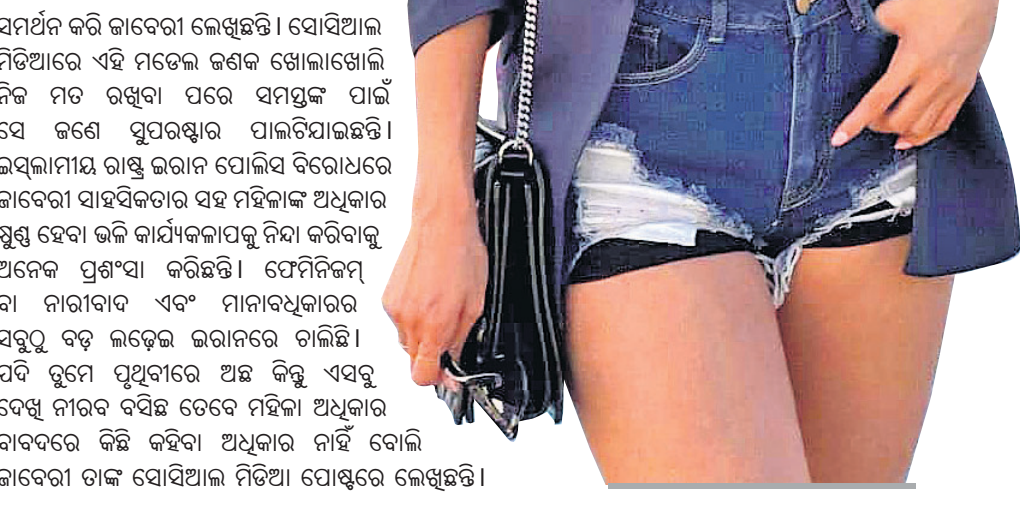 ସମର୍ଥନ କରି ଜାବେରୀ ଲେଖିଛନ୍ତି। ସୋସିଆଲ
ମିଡିଆରେ ଏହି ମଡେଲ ଜଣକ ଖୋଲାଖୋଲି
ନିଜ ମତ ରଖିବା ପରେ ସମସ୍ତଙ୍କ ପାଇଁ
ସେ ଜଣେ ସୁପରଷ୍ଟାର ପାଲଟିଯାଇଛନ୍ତି।
ଇସ୍‌ଲାମୀୟ ରାଷ୍ଟ୍ର ଇରାନ ପୋଲିସ ବିରୋଧରେ
ଜାବେରୀ ସାହସିକତାର ସହ ମହିଳାଙ୍କ ଅଧିକାର
କ୍ଷୁଣ୍ଣ ହେବା ଭଳି କାର୍ଯ୍ୟକଳାପକୁ ନିନ୍ଦା କରିବାକୁ
ଅନେକ ପ୍ରଶଂସା କରିଛନ୍ତି। ଫେମିନିଜମ୍
ବା ନାରୀବାଦ ଏବଂ ମାନାବଧିକାରର
ସବୁଠୁ ବଡ଼ ଲଢ଼େଇ ଇରାନରେ ଚାଲିଛି।
ଯଦି ତୁମେ ପୃଥିବୀରେ ଅଛ କିନ୍ତୁ ଏସବୁ
ଦେଖି ନୀରବ ବସିଛ ତେବେ ମହିଳା ଅଧିକାର
ବାବଦରେ କିଛି କହିବା ଅଧିକାର ନାହିଁ ବୋଲି
ଜାବେରୀ ତାଙ୍କ ସୋସିଆଲ ମିଡିଆ ପୋଷ୍ଟରେ ଲେଖିଛନ୍ତି।